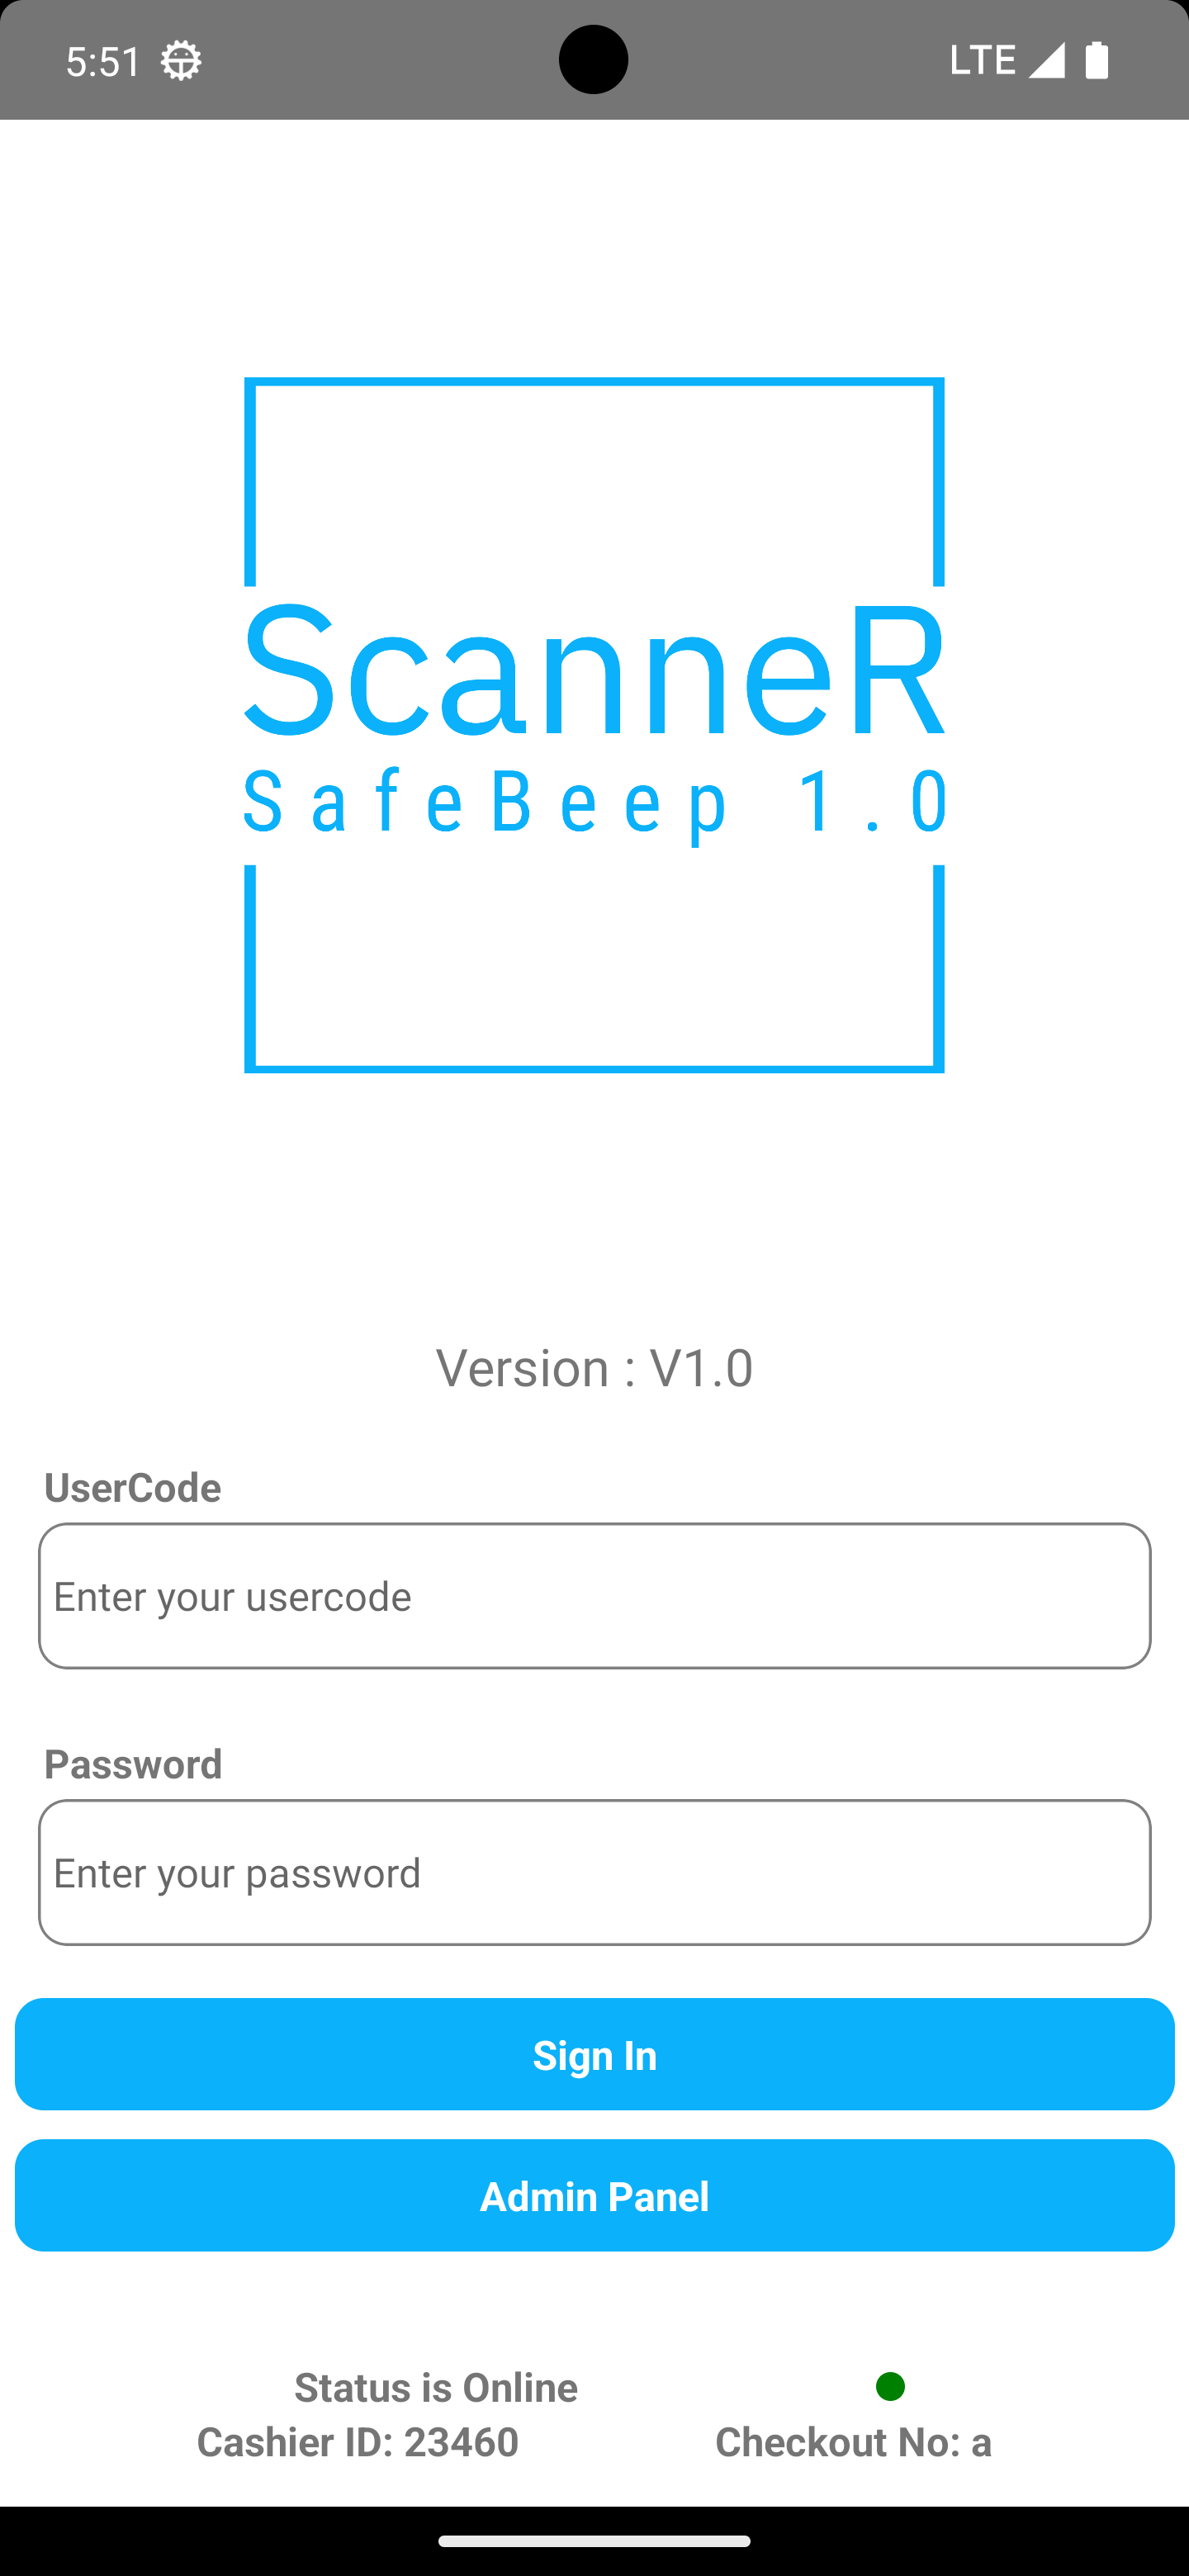 5:51 LTE
ScanneR
SafeBeep 1.0
Version : V1.0
UserCode
Enter your usercode
Password
Enter your password
Sign In
Admin Panel
Status is Online
Cashier ID: 23460 Checkout No: a